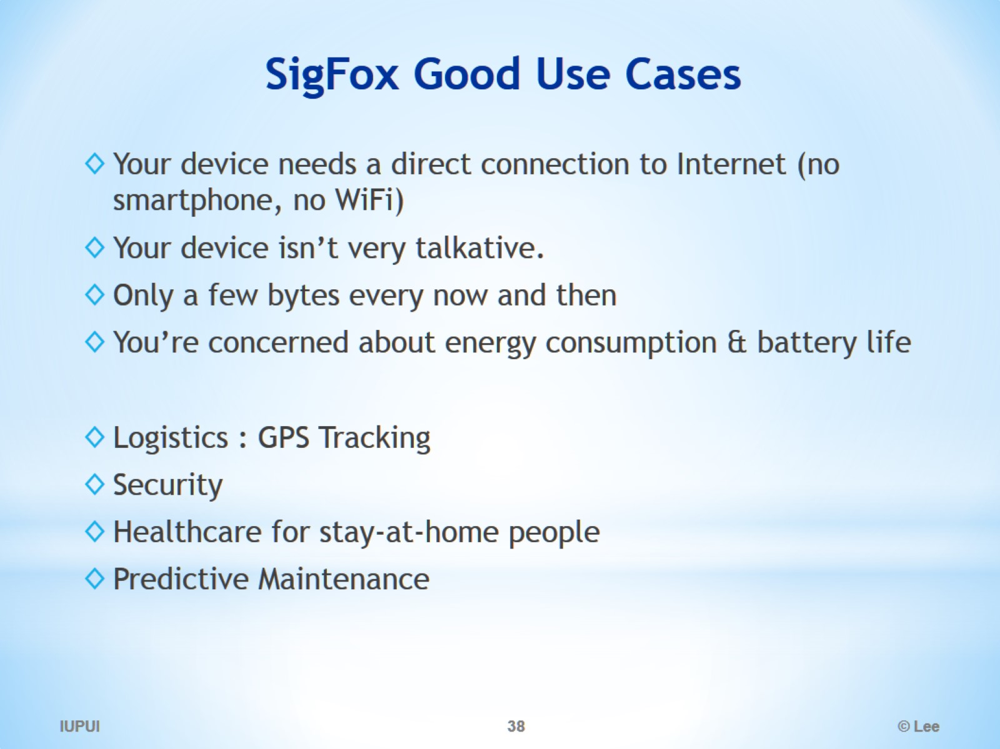 SigFox Good Use Cases
◇ Your device needs a direct connection to Internet (no
smartphone, no WiFi)
◇ Your device isn’t very talkative.
◇ Only a few bytes every now and then
◇ You’re concerned about energy consumption & battery life
◇ Logistics : GPS Tracking
◇ Security
◇ Healthcare for stay-at-home people
◇ Predictive Maintenance
IUPUI 38 © Lee